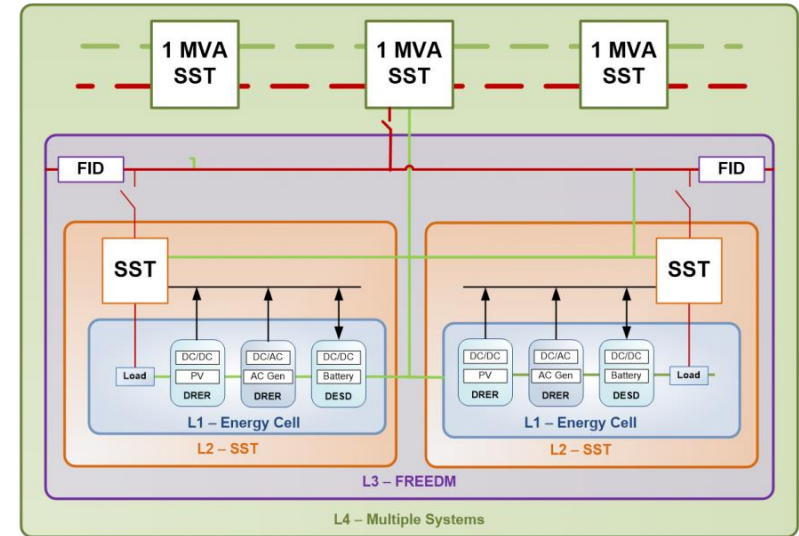 1 MVA
SST
1 MVA
SST
1 MVA
SST
FID
FID
SST
SST
DC/DC
PV
DRER
DC/AC
AC Gen
DRER
DC/DC
Battery
DESD
Load
L1 – Energy Cell
L2 – SST
DC/DC
PV
DRER
DC/AC
AC Gen
DRER
DC/DC
Battery
DESD
Load
L1 – Energy Cell
L2 – SST
L3 – FREEDM
L4 – Multiple Systems